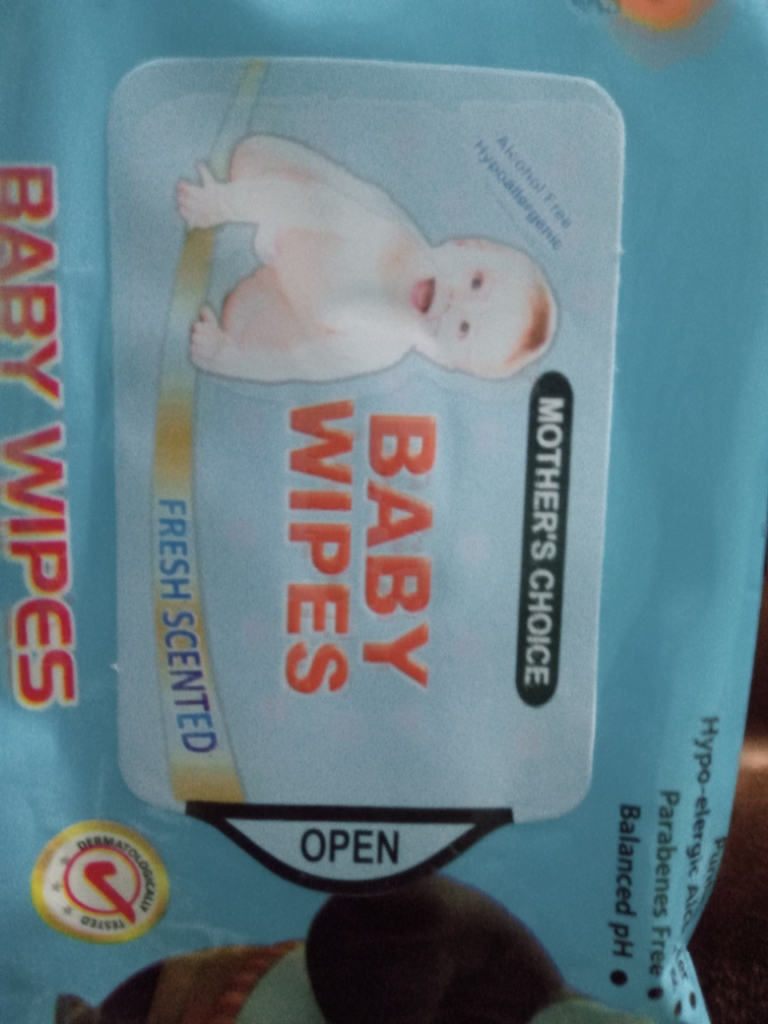 Alcohol Free
Hypoallergenic
MOTHER'S CHOICE
BABY
WIPES
FRESH SCENTED
OPEN
BABY WIPES
DERMATOLOGICALLY
TESTED
Hypo-elergic
Parabenes Free
Balanced pH